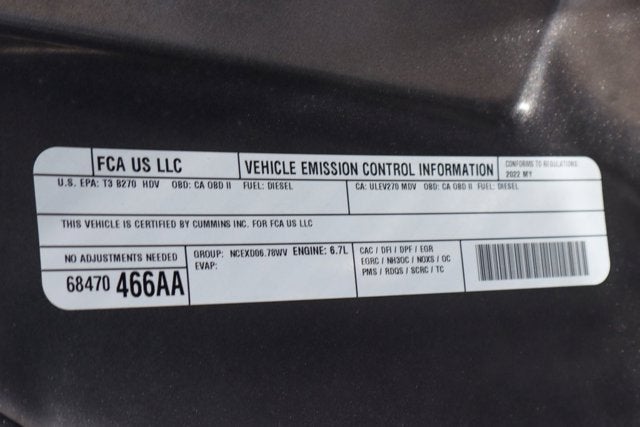 FCA US LLC
VEHICLE EMISSION CONTROL INFORMATION
CONFORMS TO REGULATIONS
2022 MY
U.S. EPA: T3 B270 HDV OBD: CA OBD II FUEL: DIESEL
CA: ULEV270 MDV OBD: CA OBD II FUEL: DIESEL
THIS VEHICLE IS CERTIFIED BY CUMMINS INC. FOR FCA US LLC
NO ADJUSTMENTS NEEDED
68470 466AA
GROUP: NCEXD06.78WV ENGINE: 6.7L
EVAP:
CAC / DFI / DPF / EGR
EGRC / NH3OC / NOXS / OC
PMS / RDQS / SCRC / TC